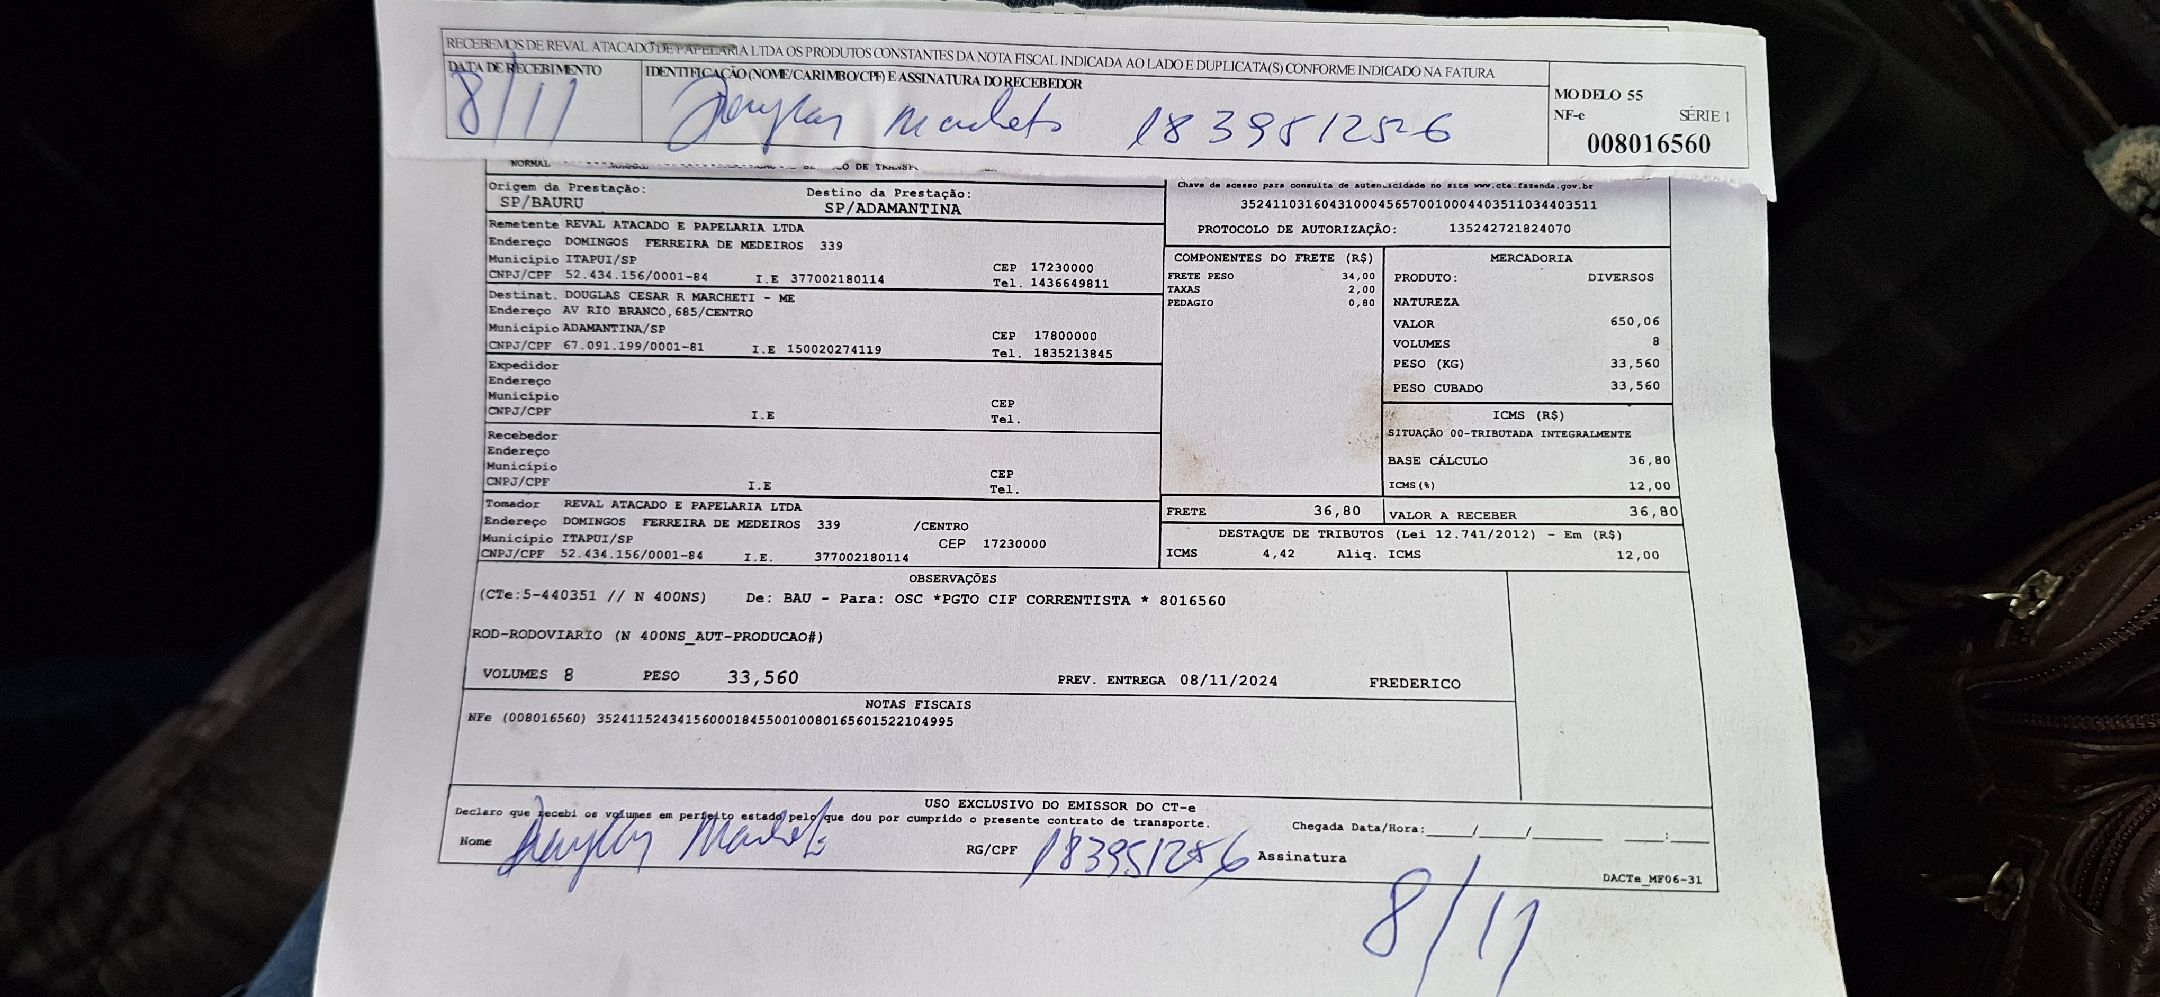 RECEBEMOS DE REVAL ATACADO DE PAPELARIA LTDA OS PRODUTOS CONSTANTES DA NOTA FISCAL INDICADA AO LADO E DUPLICATA(S) CONFORME INDICADO NA FATURA
DATA DE RECEBIMENTO IDENTIFICAÇÃO (NOME/CARIMBO/CPF) E ASSINATURA DO RECEBEDOR
8/11
MODELO 55
NF-e SÉRIE 1
008016560
NORMAL DE TRANSP
Origem da Prestação: Destino da Prestação:
SP/BAURU SP/ADAMANTINA
Chave de acesso para consulta de autenticidade no site www.cte.fazenda.gov.br
35241103160431000456570010004403511034403511
PROTOCOLO DE AUTORIZAÇÃO: 135242721824070
Remetente REVAL ATACADO E PAPELARIA LTDA
Endereço DOMINGOS FERREIRA DE MEDEIROS 339
Município ITAPUI/SP CEP 17230000
CNPJ/CPF 52.434.156/0001-84 I.E 377002180114 Tel. 1436649811
Destinat. DOUGLAS CESAR R MARCHETI - ME
Endereço AV RIO BRANCO,685/CENTRO
Município ADAMANTINA/SP CEP 17800000
CNPJ/CPF 67.091.199/0001-81 I.E 150020274119 Tel. 1835213845
Expedidor
Endereço
Município CEP
CNPJ/CPF I.E Tel.
Recebedor
Endereço
Município CEP
CNPJ/CPF I.E Tel.
Tomador REVAL ATACADO E PAPELARIA LTDA
Endereço DOMINGOS FERREIRA DE MEDEIROS 339 /CENTRO
Município ITAPUI/SP CEP 17230000
CNPJ/CPF 52.434.156/0001-84 I.E. 377002180114
COMPONENTES DO FRETE (R$)
FRETE PESO 34,00
TAXAS 2,00
PEDAGIO 0,80
MERCADORIA
PRODUTO: DIVERSOS
NATUREZA
VALOR 650,06
VOLUMES 8
PESO (KG) 33,560
PESO CUBADO 33,560
ICMS (R$)
SITUAÇÃO 00-TRIBUTADA INTEGRALMENTE
BASE CÁLCULO 36,80
ICMS(%) 12,00
FRETE 36,80 VALOR A RECEBER 36,80
DESTAQUE DE TRIBUTOS (Lei 12.741/2012) - Em (R$)
ICMS 4,42 Aliq. ICMS 12,00
OBSERVAÇÕES
(CTe:5-440351 // N 400NS) De: BAU - Para: OSC *PGTO CIF CORRENTISTA * 8016560
ROD-RODOVIARIO (N 400NS_AUT-PRODUCAO#)
VOLUMES 8 PESO 33,560 PREV. ENTREGA 08/11/2024 FREDERICO
NOTAS FISCAIS
NFe (008016560) 35241152434156000184550010080165601522104995
USO EXCLUSIVO DO EMISSOR DO CT-e
Declaro que recebi os volumes em perfeito estado pelo que dou por cumprido o presente contrato de transporte. Chegada Data/Hora:____/____/______ ___:___
Nome RG/CPF 183951256 Assinatura
DACTe_MF06-31
8/11